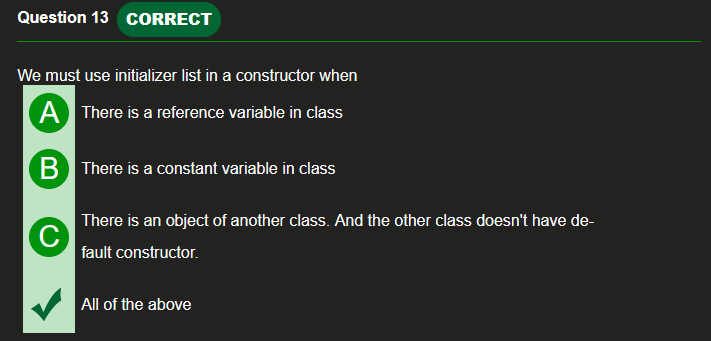 Question 13 CORRECT
We must use initializer list in a constructor when
A There is a reference variable in class
B There is a constant variable in class
There is an object of another class. And the other class doesn't have de-
C
fault constructor.
All of the above